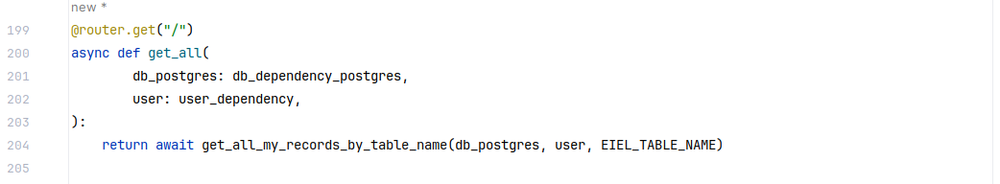 new *
199 @router.get("/")
200 async def get_all(
201         db_postgres: db_dependency_postgres,
202         user: user_dependency,
203 ):
204     return await get_all_my_records_by_table_name(db_postgres, user, EIEL_TABLE_NAME)
205